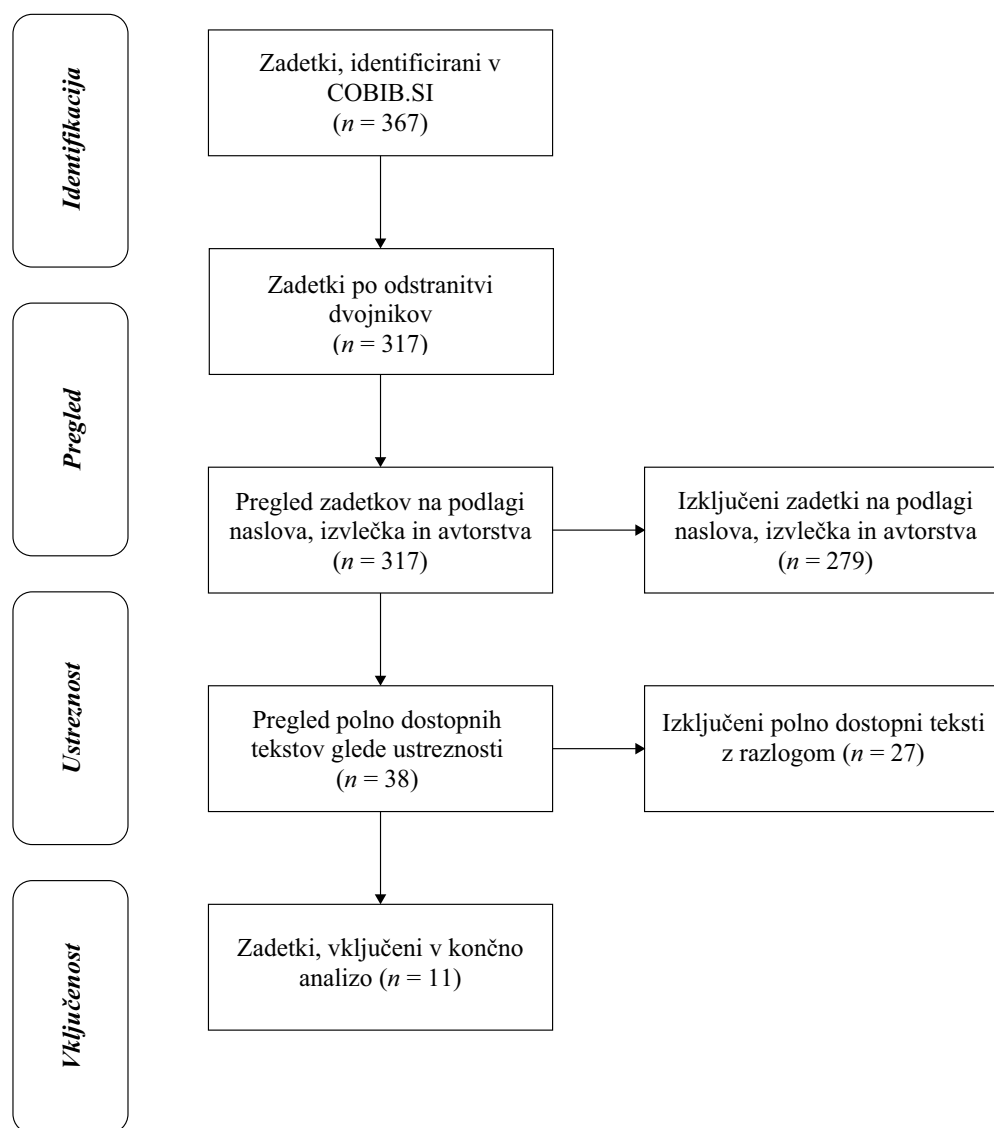 Identifikacija
Zadetki, identificirani v
COBIB.SI
(n = 367)
Zadetki po odstranitvi
dvojnikov
(n = 317)
Pregled
Pregled zadetkov na podlagi
naslova, izvlečka in avtorstva
(n = 317)
Izključeni zadetki na podlagi
naslova, izvlečka in avtorstva
(n = 279)
Ustreznost
Pregled polno dostopnih
tekstov glede ustreznosti
(n = 38)
Izključeni polno dostopni teksti
z razlogom (n = 27)
Vključenost
Zadetki, vključeni v končno
analizo (n = 11)